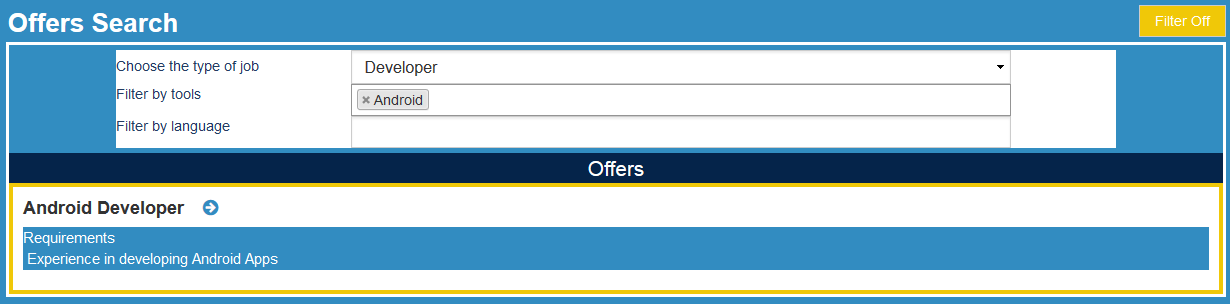 Offers Search
Filter Off
Choose the type of job
Developer
Filter by tools
× Android
Filter by language
Offers
Android Developer
Requirements
Experience in developing Android Apps